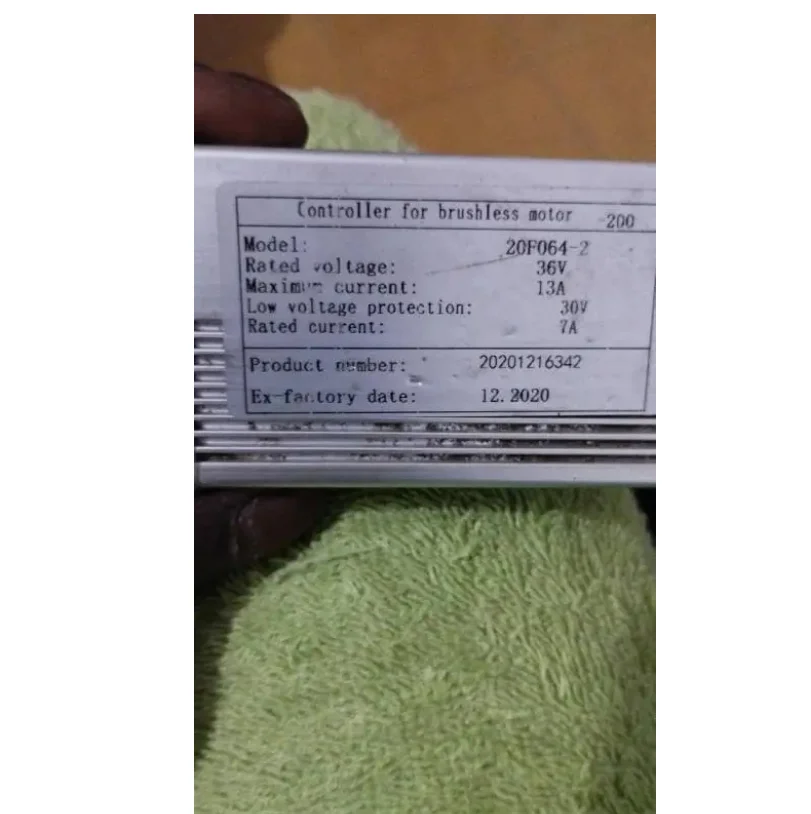 Controller for brushless motor -200
Model: 20F064-2
Rated voltage: 36V
Maximum current: 13A
Low voltage protection: 30V
Rated current: 7A
Product number: 20201216342
Ex-factory date: 12.2020